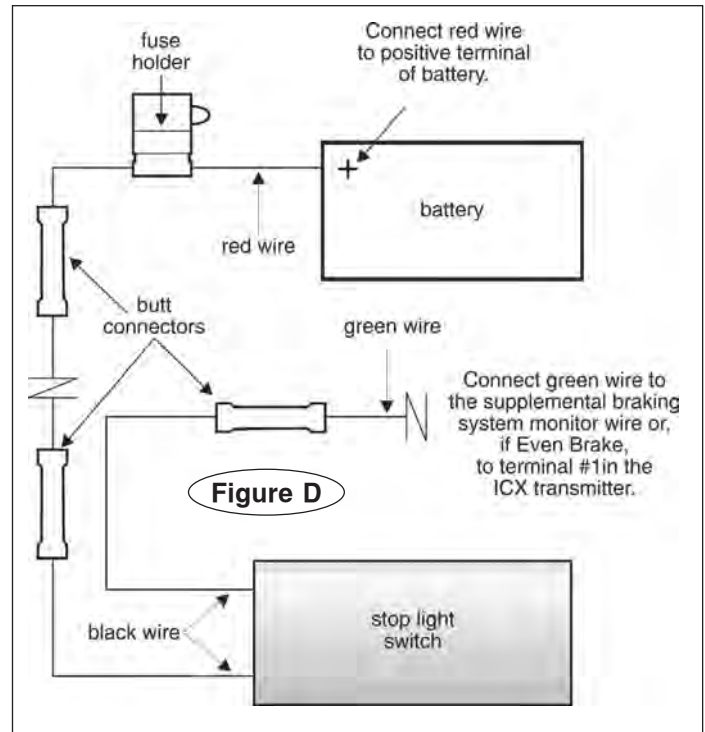 fuse
holder
Connect red wire
to positive terminal
of battery.
+
battery
red wire
butt
connectors
green wire
Connect green wire to
the supplemental braking
system monitor wire or,
if Even Brake,
to terminal #1in the
ICX transmitter.
Figure D
black wire
stop light
switch